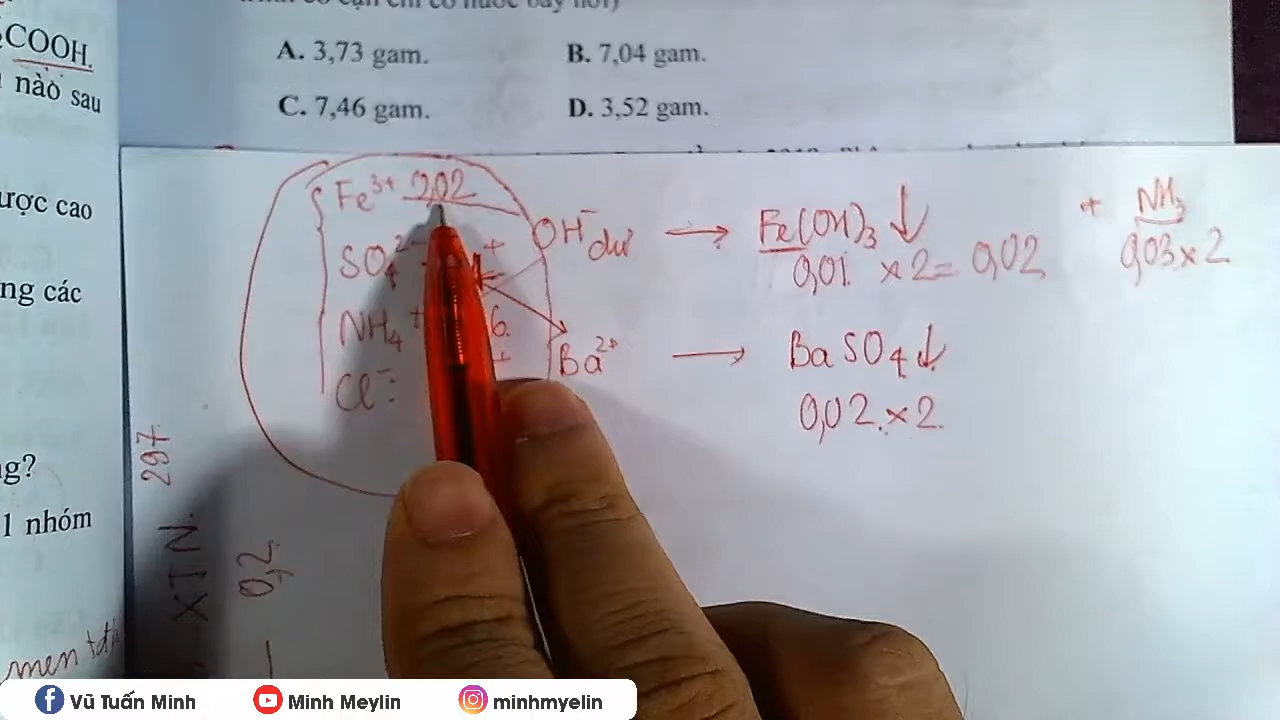 COOH.
nào sau
ược cao
ng các
g?
1 nhóm
A. 3,73 gam.
B. 7,04 gam.
C. 7,46 gam.
D. 3,52 gam.
Fe³⁺ 0,02
OH⁻ dư → Fe(OH)₃ ↓ + NH₃
0,01 x2 = 0,02
0,03 x 2
SO₄²⁻
NH₄⁺
Ba²⁺ → BaSO₄ ↓
0,02 x 2
Cl⁻
297
XTN.
0,2
men
Vũ Tuấn Minh
Minh Meylin
minhmyelin